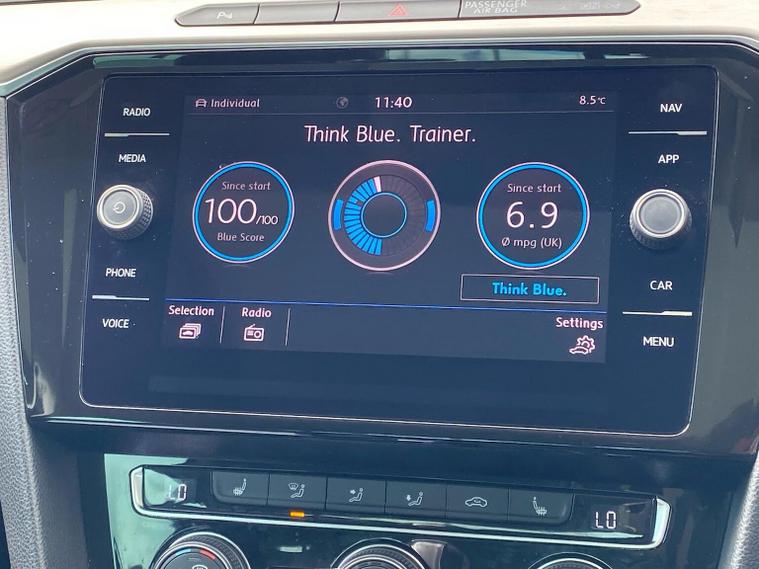 P
PASSENGER
AIR BAG
RADIO
MEDIA
PHONE
VOICE
Individual
11:40
8.5°C
Think Blue. Trainer.
Since start
100/100
Blue Score
Since start
6.9
Ø mpg (UK)
Think Blue.
Selection
Radio
Settings
NAV
APP
CAR
MENU
LO
LO